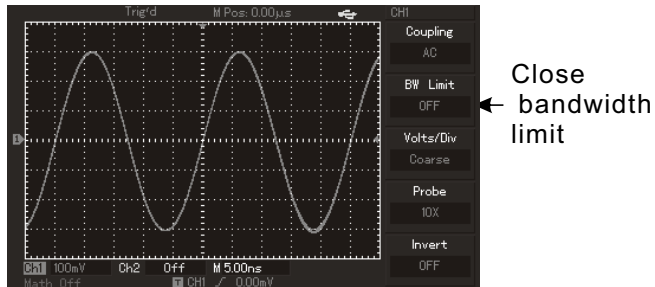 Trig'd M Pos: 0.00μs CH1
Coupling
AC
BW Limit
OFF
Volts/Div
Coarse
Probe
10X
Invert
OFF
1
Ch1 100mV Ch2 Off M 5.00ns
Math Off T CH1 / 0.00mV
Close
bandwidth
limit